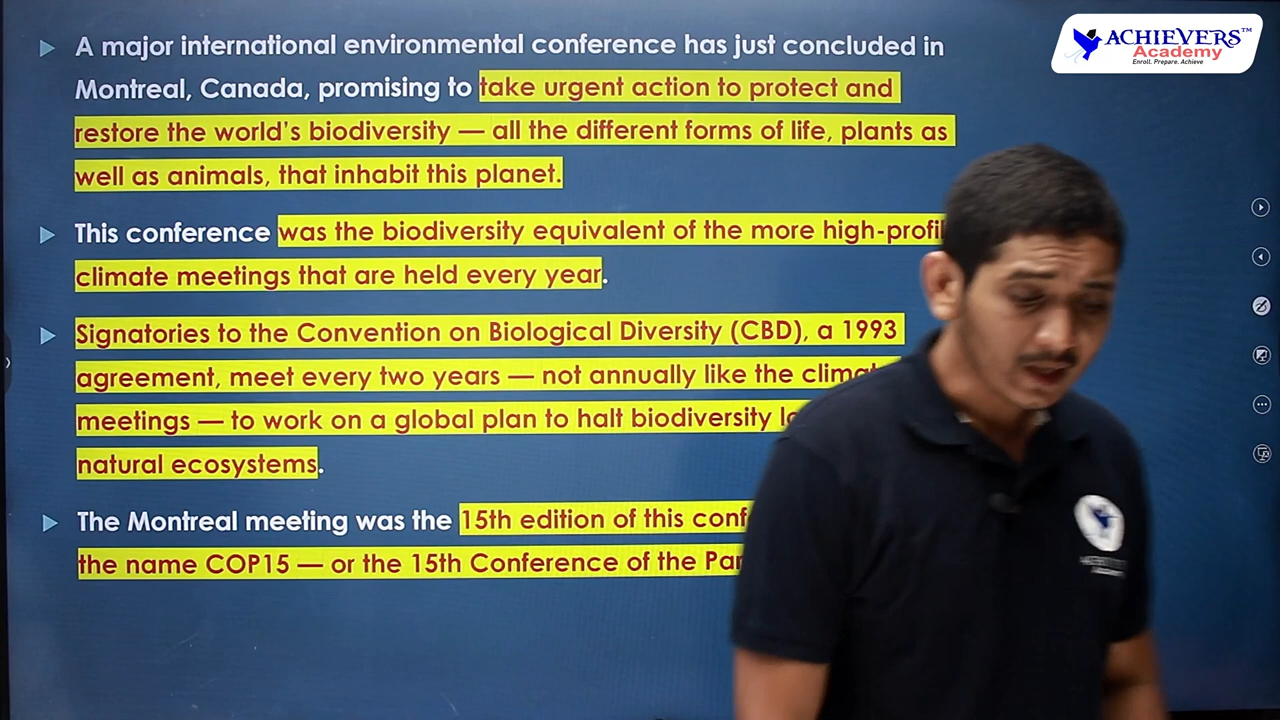 A major international environmental conference has just concluded in
Montreal, Canada, promising to take urgent action to protect and
restore the world's biodiversity — all the different forms of life, plants as
well as animals, that inhabit this planet.
This conference was the biodiversity equivalent of the more high-profil
climate meetings that are held every year.
Signatories to the Convention on Biological Diversity (CBD), a 1993
agreement, meet every two years — not annually like the climat
meetings — to work on a global plan to halt biodiversity lo
natural ecosystems.
The Montreal meeting was the 15th edition of this conf
the name COP15 — or the 15th Conference of the Par
ACHIEVERS™
Academy
Enroll. Prepare. Achieve